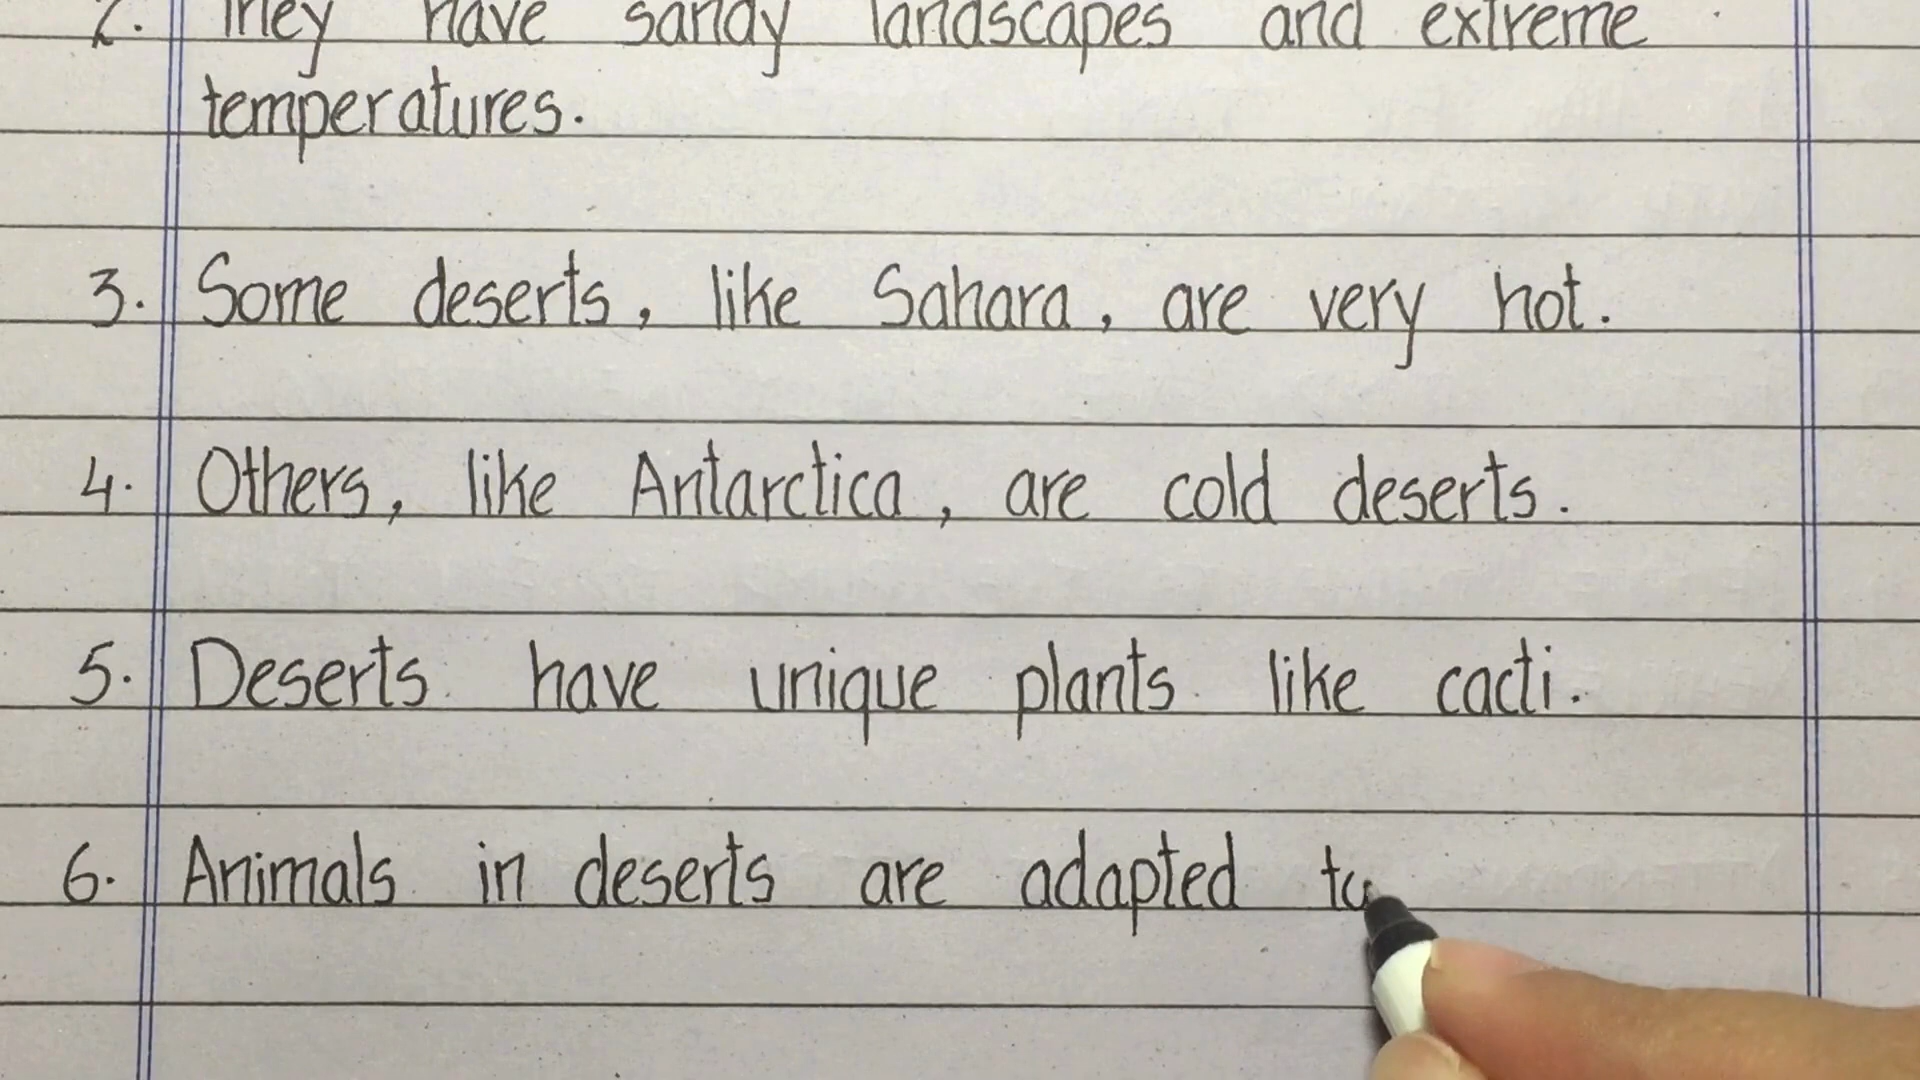 2. They have sandy landscapes and extreme
temperatures.
3. Some deserts, like Sahara, are very hot.
4. Others, like Antarctica, are cold deserts.
5. Deserts have unique plants like cacti.
6. Animals in deserts are adapted to